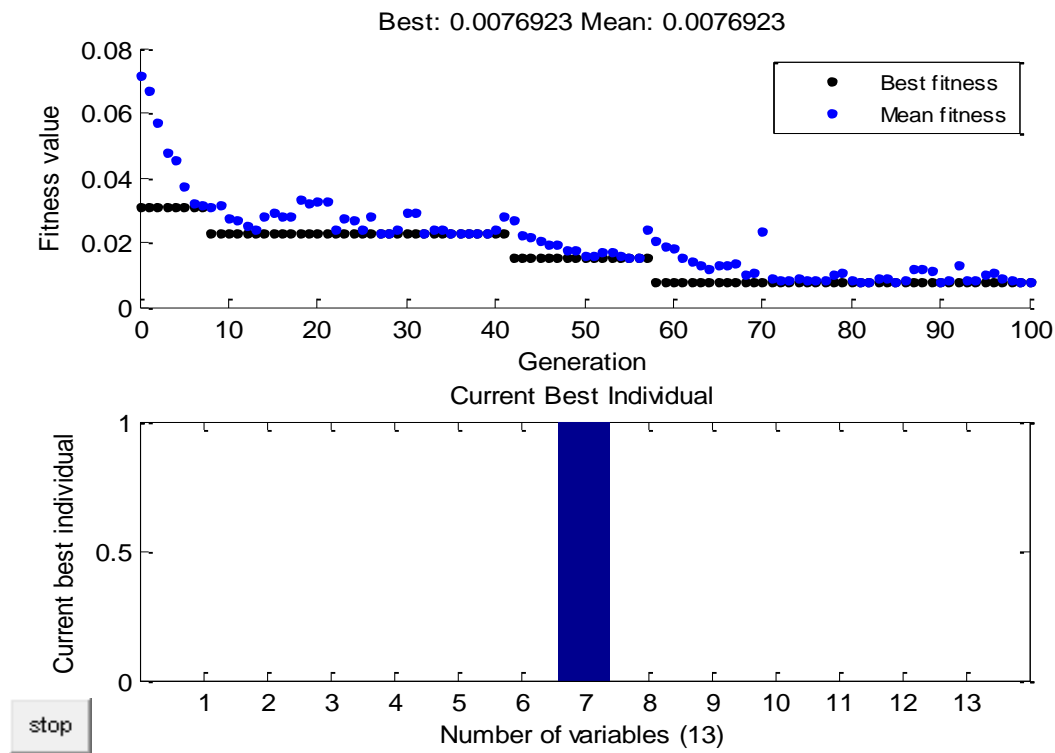 Best: 0.0076923 Mean: 0.0076923
Fitness value
0.08
0.06
0.04
0.02
0
Best fitness
Mean fitness
0 10 20 30 40 50 60 70 80 90 100
Generation
Current Best Individual
Current best individual
1
0.5
0
1 2 3 4 5 6 7 8 9 10 11 12 13
Number of variables (13)
stop